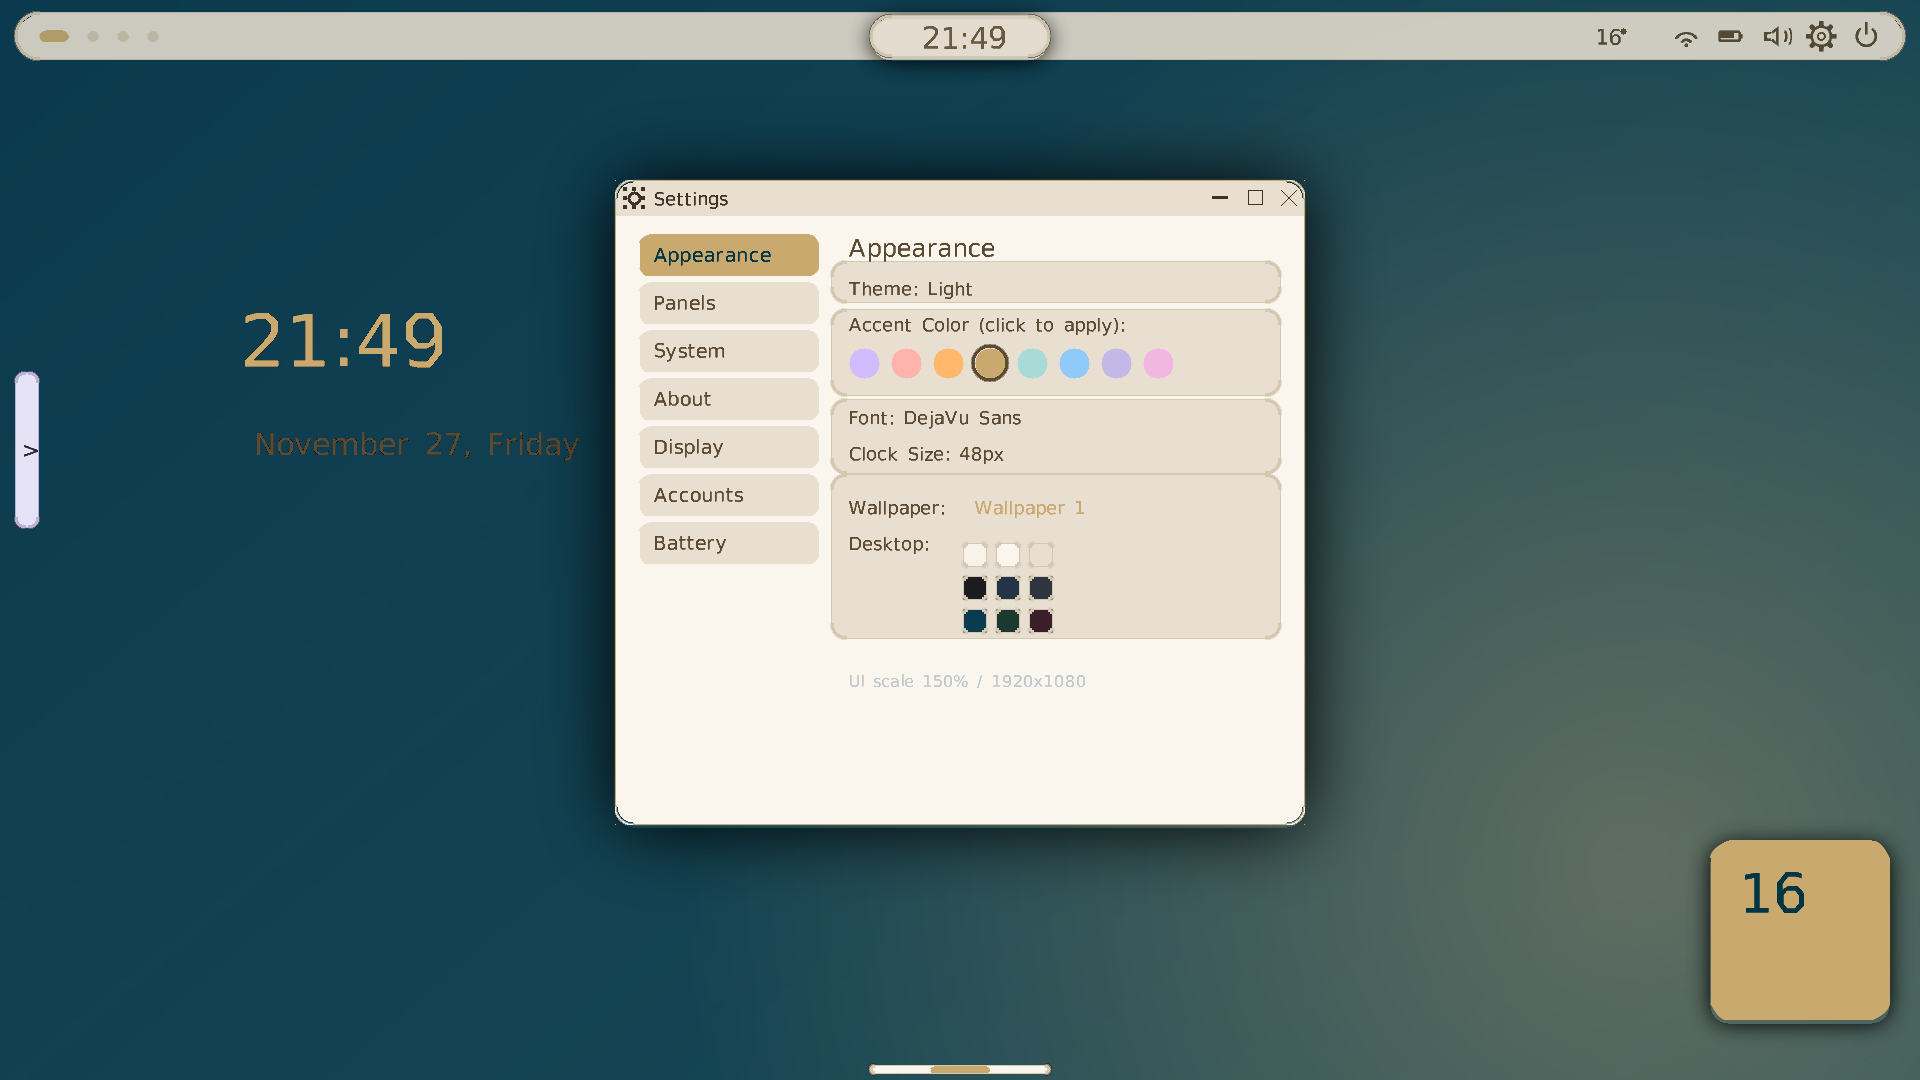 21:49
16°
Settings
Appearance
Panels
System
About
Display
Accounts
Battery
Appearance
Theme: Light
Accent Color (click to apply):
Font: DejaVu Sans
Clock Size: 48px
Wallpaper: Wallpaper 1
Desktop:
UI scale 150% / 1920x1080
21:49
November 27, Friday
>
16